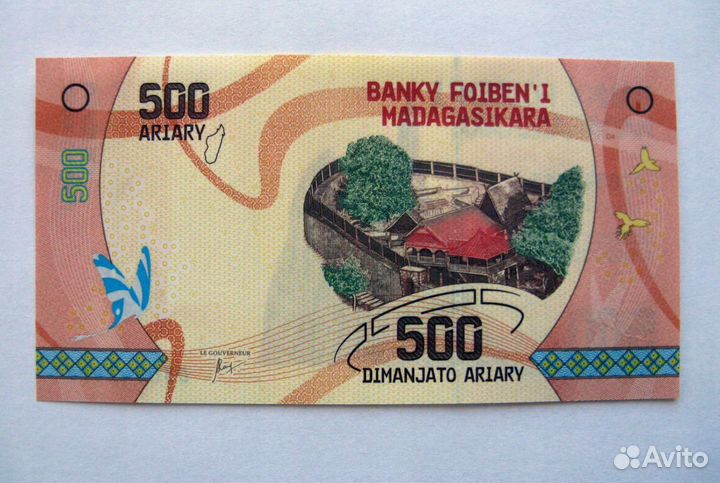 500
ARIARY
BANKY FOIBEN'I
MADAGASIKARA
500
LE GOUVERNEUR
500
DIMANJATO ARIARY
Avito